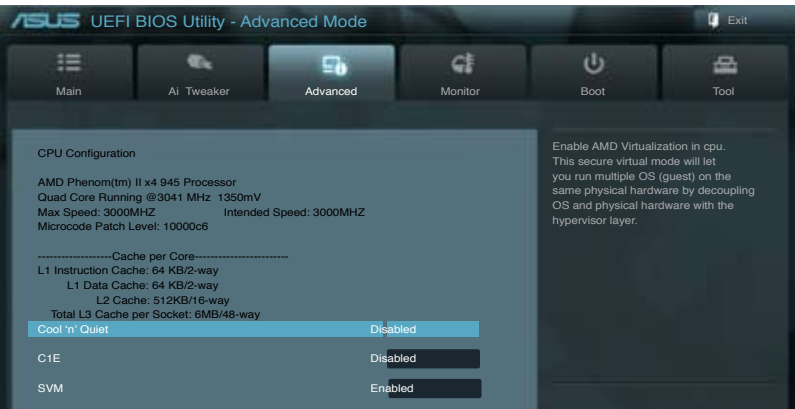 ASUS UEFI BIOS Utility - Advanced Mode
Exit
Main
Ai Tweaker
Advanced
Monitor
Boot
Tool
CPU Configuration
AMD Phenom(tm) II x4 945 Processor
Quad Core Running @3041 MHz 1350mV
Max Speed: 3000MHZ Intended Speed: 3000MHZ
Microcode Patch Level: 10000c6
-------------------Cache per Core------------------------
L1 Instruction Cache: 64 KB/2-way
L1 Data Cache: 64 KB/2-way
L2 Cache: 512KB/16-way
Total L3 Cache per Socket: 6MB/48-way
Cool 'n' Quiet Disabled
C1E Disabled
SVM Enabled
Enable AMD Virtualization in cpu.
This secure virtual mode will let
you run multiple OS (guest) on the
same physical hardware by decoupling
OS and physical hardware with the
hypervisor layer.